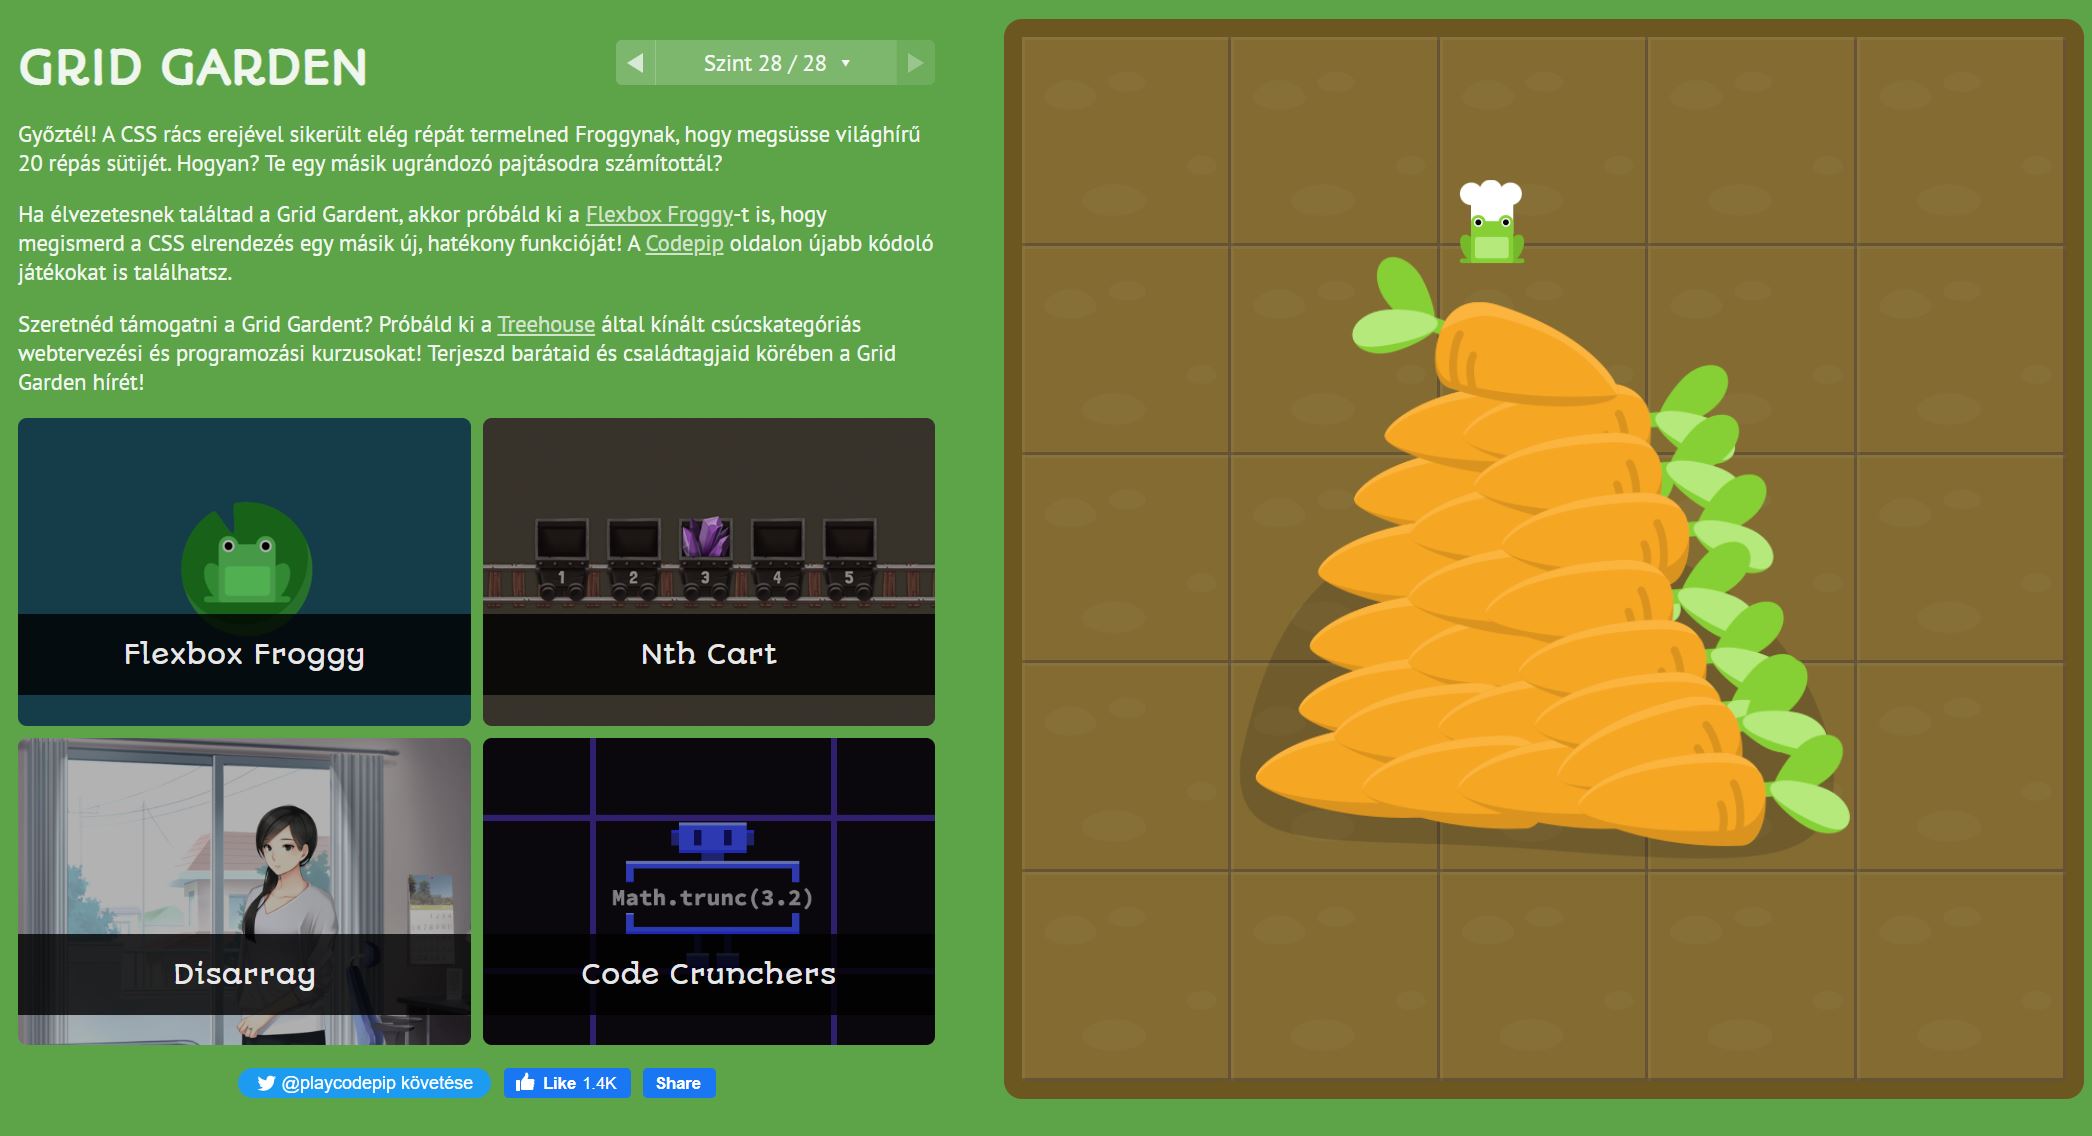 GRID GARDEN
Szint 28 / 28
Győztél! A CSS rács erejével sikerült elég répát termelned Froggynak, hogy megsüsse világhírű
20 répás sütijét. Hogyan? Te egy másik ugrándozó pajtásodra számítottál?
Ha élvezetesnek találtad a Grid Gardent, akkor próbáld ki a Flexbox Froggy-t is, hogy
megismerd a CSS elrendezés egy másik új, hatékony funkcióját! A Codepip oldalon újabb kódoló
játékokat is találhatsz.
Szeretnéd támogatni a Grid Gardent? Próbáld ki a Treehouse által kínált csúcskategóriás
webtervezési és programozási kurzusokat! Terjeszd barátaid és családtagjaid körében a Grid
Garden hírét!
Flexbox Froggy
1 2 3 4 5
Nth Cart
Disarray
Math.trunc(3.2)
Code Crunchers
@playcodepip követése
Like 1.4K
Share